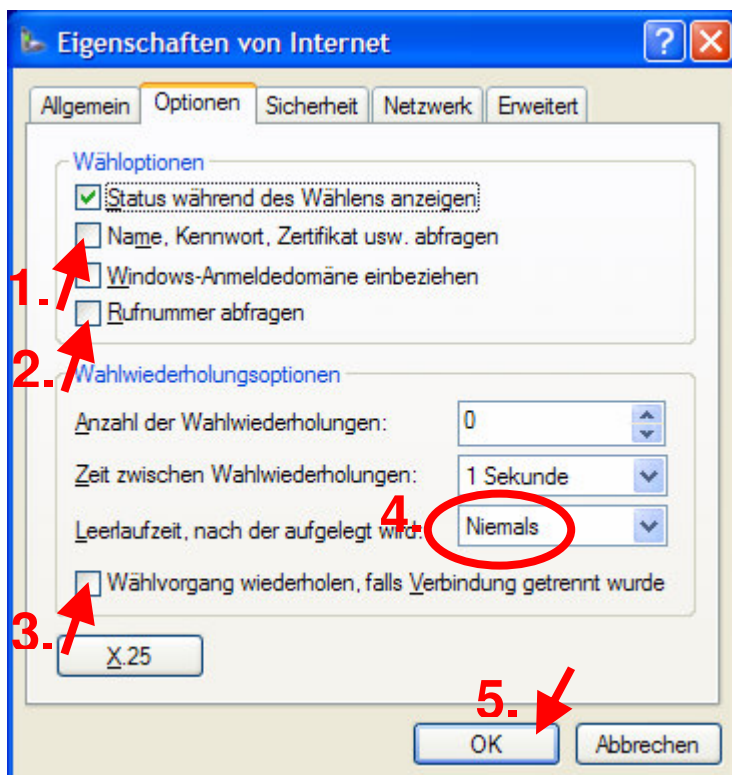 Eigenschaften von Internet
Allgemein Optionen Sicherheit Netzwerk Erweitert
Wähloptionen
Status während des Wählens anzeigen
Name, Kennwort, Zertifikat usw. abfragen
1.
Windows-Anmeldedomäne einbeziehen
Rufnummer abfragen
2.
Wahlwiederholungsoptionen
Anzahl der Wahlwiederholungen: 0
Zeit zwischen Wahlwiederholungen: 1 Sekunde
4.
Leerlaufzeit, nach der aufgelegt wird: Niemals
Wählvorgang wiederholen, falls Verbindung getrennt wurde
3.
X.25
5.
OK Abbrechen